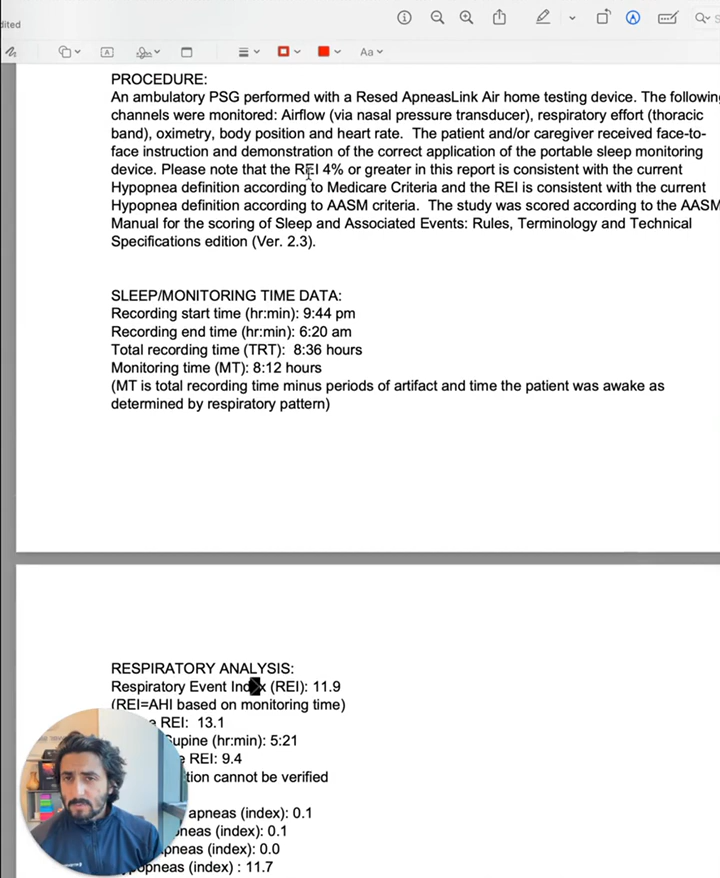 dited
Aa
PROCEDURE:
An ambulatory PSG performed with a Resed ApneasLink Air home testing device. The following
channels were monitored: Airflow (via nasal pressure transducer), respiratory effort (thoracic
band), oximetry, body position and heart rate. The patient and/or caregiver received face-to-
face instruction and demonstration of the correct application of the portable sleep monitoring
device. Please note that the REI 4% or greater in this report is consistent with the current
Hypopnea definition according to Medicare Criteria and the REI is consistent with the current
Hypopnea definition according to AASM criteria. The study was scored according to the AASM
Manual for the scoring of Sleep and Associated Events: Rules, Terminology and Technical
Specifications edition (Ver. 2.3).
SLEEP/MONITORING TIME DATA:
Recording start time (hr:min): 9:44 pm
Recording end time (hr:min): 6:20 am
Total recording time (TRT): 8:36 hours
Monitoring time (MT): 8:12 hours
(MT is total recording time minus periods of artifact and time the patient was awake as
determined by respiratory pattern)
RESPIRATORY ANALYSIS:
Respiratory Event Index (REI): 11.9
(REI=AHI based on monitoring time)
REI: 13.1
upine (hr:min): 5:21
REI: 9.4
tion cannot be verified
apneas (index): 0.1
neas (index): 0.1
pneas (index): 0.0
popneas (index) : 11.7